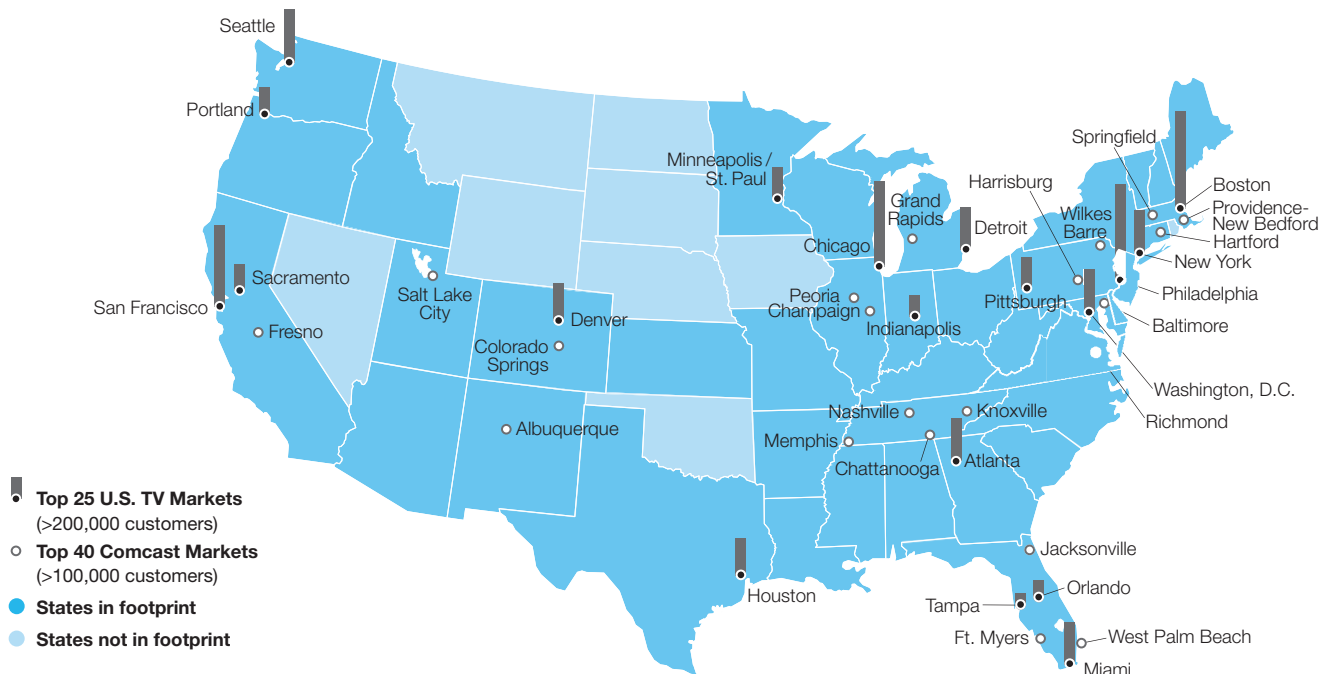 Seattle
Portland
Minneapolis /
St. Paul
Springfield
Harrisburg
Grand
Rapids
Wilkes
Barre
Boston
Providence-
New Bedford
Detroit
Hartford
Chicago
New York
Sacramento
San Francisco
Salt Lake
City
Peoria
Champaign
Pittsburgh
Philadelphia
Denver
Indianapolis
Baltimore
Fresno
Colorado
Springs
Washington, D.C.
Richmond
Nashville
Knoxville
Albuquerque
Memphis
Chattanooga
Atlanta
Top 25 U.S. TV Markets
(>200,000 customers)
Top 40 Comcast Markets
(>100,000 customers)
States in footprint
States not in footprint
Jacksonville
Houston
Orlando
Tampa
Ft. Myers
West Palm Beach
Miami